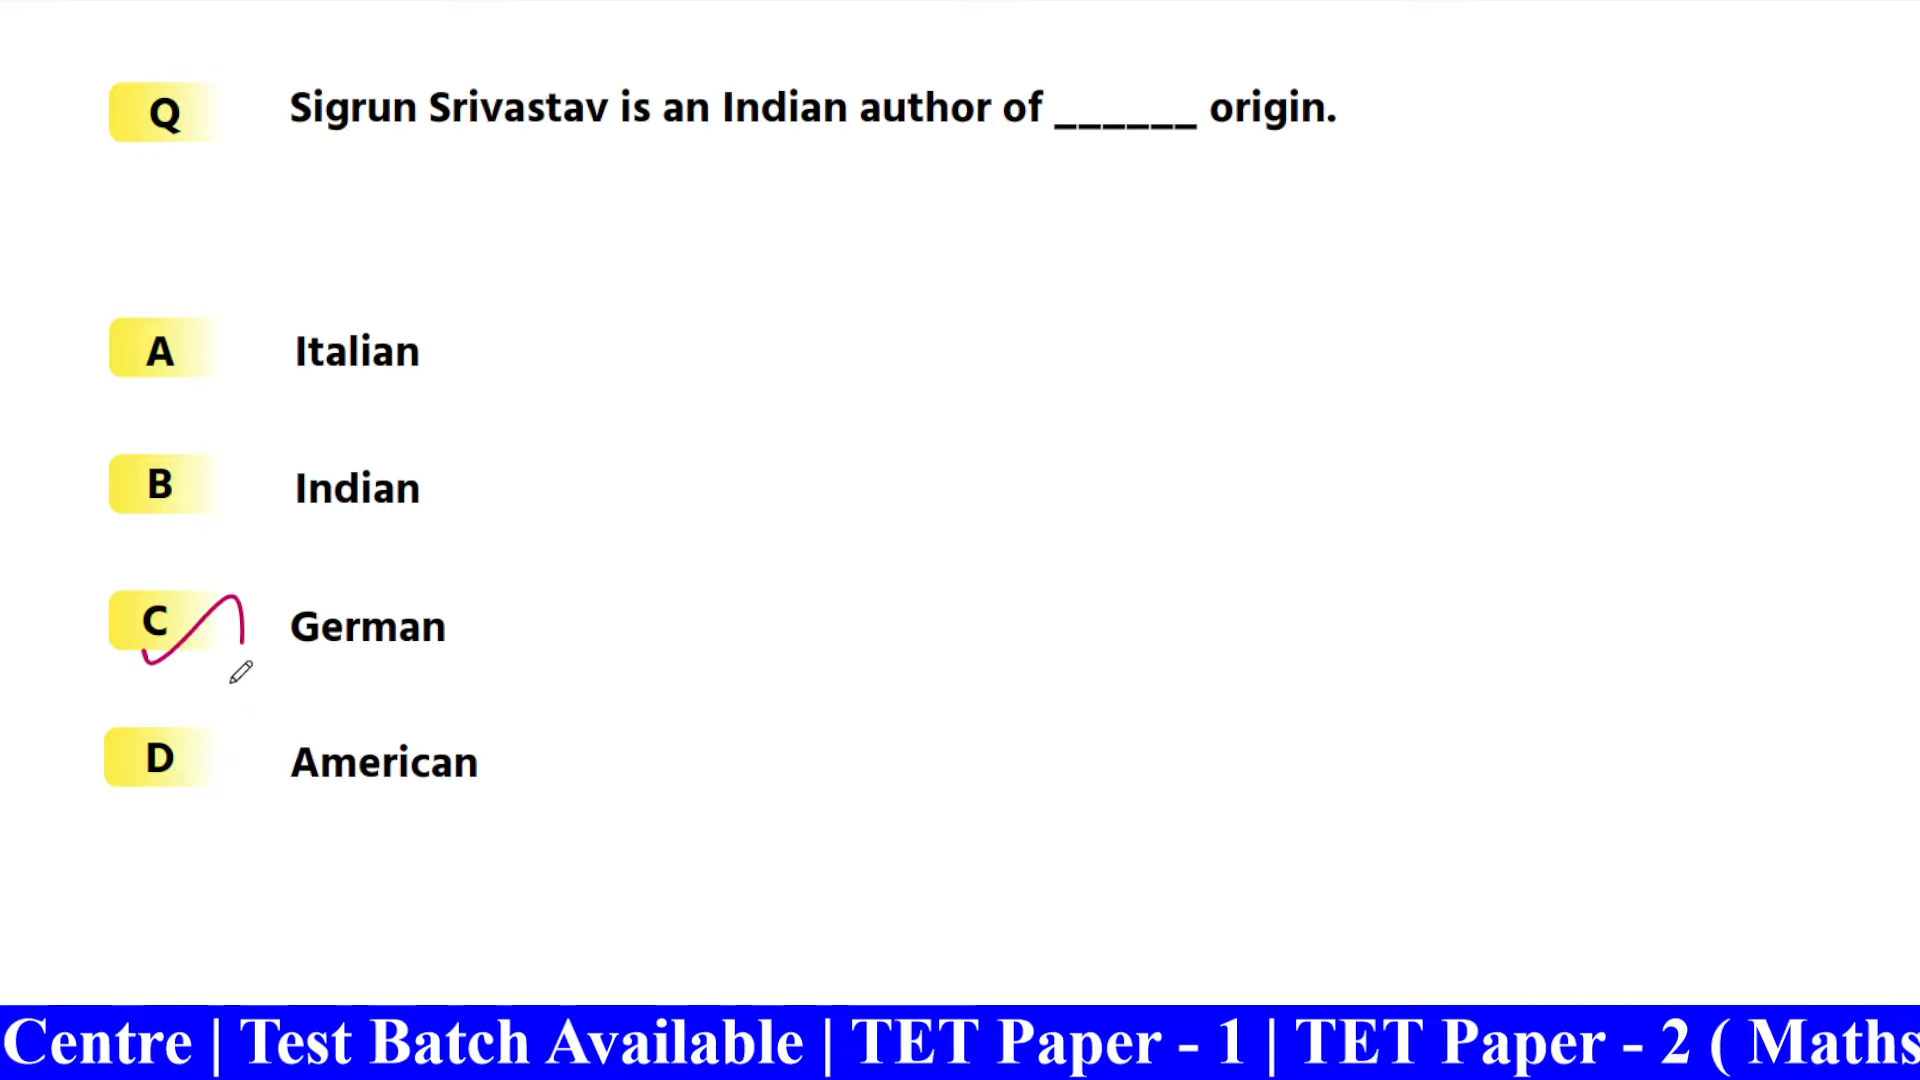 Q Sigrun Srivastav is an Indian author of ______ origin.
A Italian
B Indian
C German
D American
Centre | Test Batch Available | TET Paper - 1 | TET Paper - 2 ( Maths